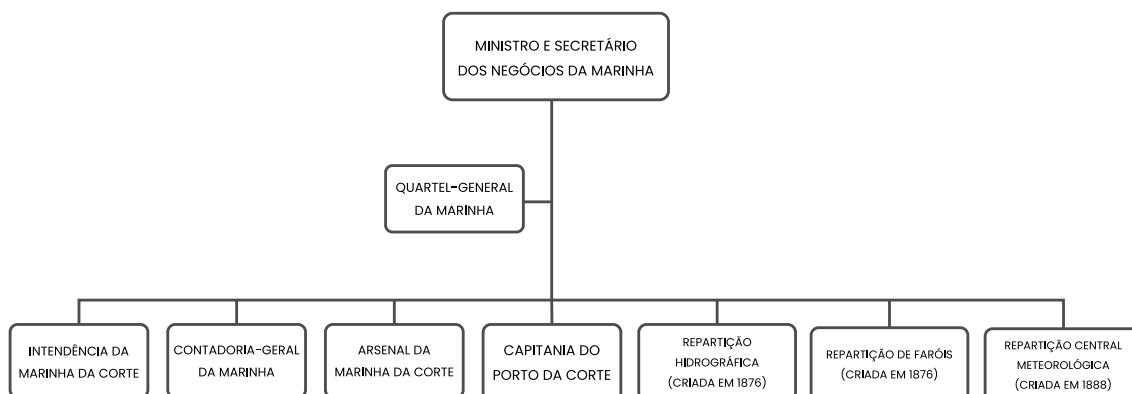 MINISTRO E SECRETÁRIO
DOS NEGÓCIOS DA MARINHA
QUARTEL-GENERAL
DA MARINHA
INTENDÊNCIA DA
MARINHA DA CORTE
CONTADORIA-GERAL
DA MARINHA
ARSENAL DA
MARINHA DA CORTE
CAPITANIA DO
PORTO DA CORTE
REPARTIÇÃO
HIDROGRÁFICA
(CRIADA EM 1876)
REPARTIÇÃO DE FARÓIS
(CRIADA EM 1876)
REPARTIÇÃO CENTRAL
METEOROLÓGICA
(CRIADA EM 1888)